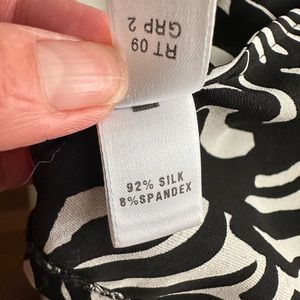 RT 09
GRP 2
92% SILK
8%SPANDEX